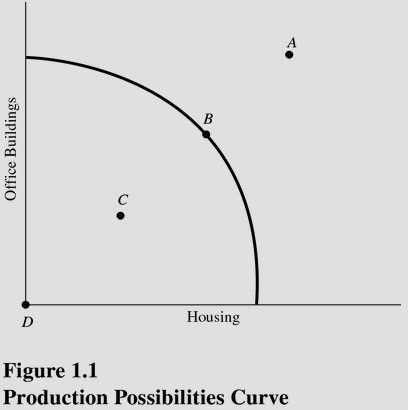 A
Office Buildings
B
C
D
Housing
Figure 1.1
Production Possibilities Curve